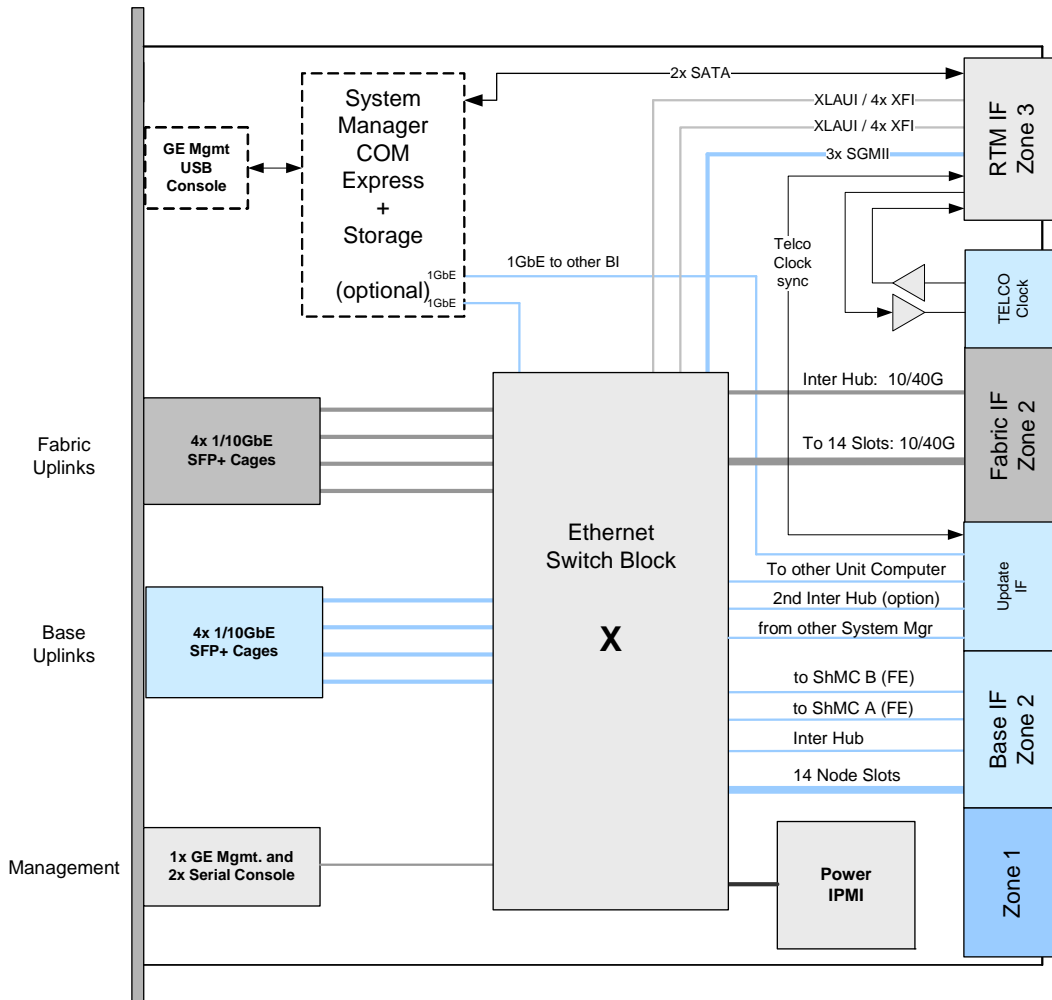 2x SATA
System
Manager
COM
Express
+
Storage
(optional)
1GbE
1GbE
GE Mgmt
USB
Console
XLAUI / 4x XFI
XLAUI / 4x XFI
3x SGMII
RTM IF
Zone 3
Telco
Clock
sync
1GbE to other BI
TELCO
Clock
Fabric
Uplinks
4x 1/10GbE
SFP+ Cages
Inter Hub: 10/40G
To 14 Slots: 10/40G
Fabric IF
Zone 2
Ethernet
Switch Block
X
Base
Uplinks
4x 1/10GbE
SFP+ Cages
To other Unit Computer
2nd Inter Hub (option)
from other System Mgr
Update
IF
to ShMC B (FE)
to ShMC A (FE)
Inter Hub
14 Node Slots
Base IF
Zone 2
Management
1x GE Mgmt. and
2x Serial Console
Power
IPMI
Zone 1